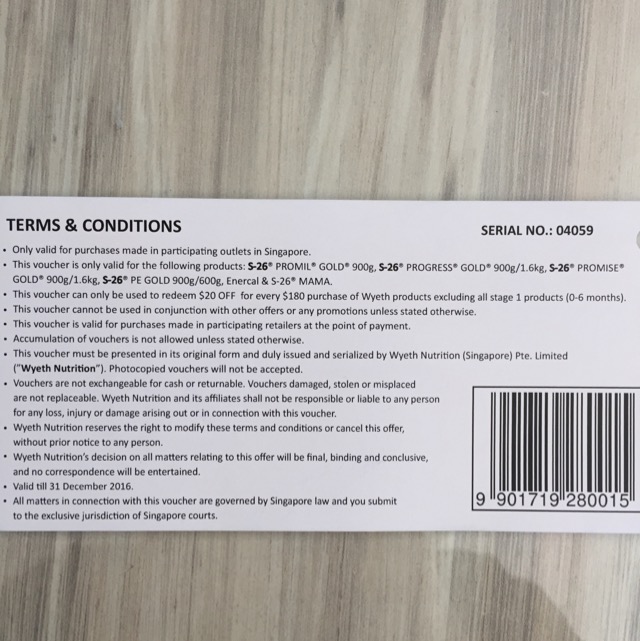 TERMS & CONDITIONS
SERIAL NO.: 04059
• Only valid for purchases made in participating outlets in Singapore.
• This voucher is only valid for the following products: S-26® PROMIL® GOLD® 900g, S-26® PROGRESS® GOLD® 900g/1.6kg, S-26® PROMISE®
GOLD® 900g/1.6kg, S-26® PE GOLD 900g/600g, Enercal & S-26® MAMA.
• This voucher can only be used to redeem $20 OFF for every $180 purchase of Wyeth products excluding all stage 1 products (0-6 months).
• This voucher cannot be used in conjunction with other offers or any promotions unless stated otherwise.
• This voucher is valid for purchases made in participating retailers at the point of payment.
• Accumulation of vouchers is not allowed unless stated otherwise.
• This voucher must be presented in its original form and duly issued and serialized by Wyeth Nutrition (Singapore) Pte. Limited
("Wyeth Nutrition"). Photocopied vouchers will not be accepted.
• Vouchers are not exchangeable for cash or returnable. Vouchers damaged, stolen or misplaced
are not replaceable. Wyeth Nutrition and its affiliates shall not be responsible or liable to any person
for any loss, injury or damage arising out or in connection with this voucher.
• Wyeth Nutrition reserves the right to modify these terms and conditions or cancel this offer,
without prior notice to any person.
• Wyeth Nutrition's decision on all matters relating to this offer will be final, binding and conclusive,
and no correspondence will be entertained.
• Valid till 31 December 2016.
• All matters in connection with this voucher are governed by Singapore law and you submit
to the exclusive jurisdiction of Singapore courts.
9 901719 280015